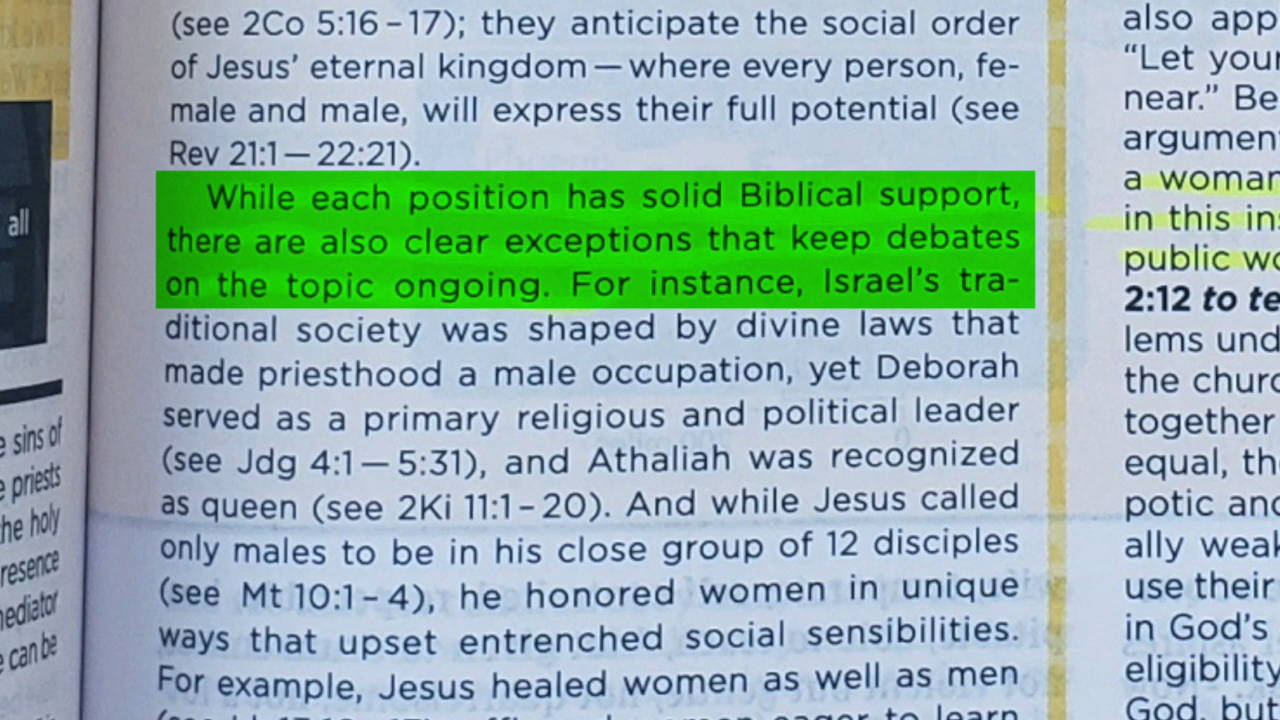 all
e sins of
e priests
the holy
resence
mediator
e can be
(see 2Co 5:16–17); they anticipate the social order
of Jesus' eternal kingdom—where every person, fe-
male and male, will express their full potential (see
Rev 21:1—22:21).
While each position has solid Biblical support,
there are also clear exceptions that keep debates
on the topic ongoing. For instance, Israel's tra-
ditional society was shaped by divine laws that
made priesthood a male occupation, yet Deborah
served as a primary religious and political leader
(see Jdg 4:1—5:31), and Athaliah was recognized
as queen (see 2Ki 11:1–20). And while Jesus called
only males to be in his close group of 12 disciples
(see Mt 10:1–4), he honored women in unique
ways that upset entrenched social sensibilities.
For example, Jesus healed women as well as men
also app
"Let your
near." Be
argument
a woman
in this ins
public wo
2:12 to te
lems und
the churc
together
equal, the
potic and
ally weak
use their
in God's
eligibility
God, but